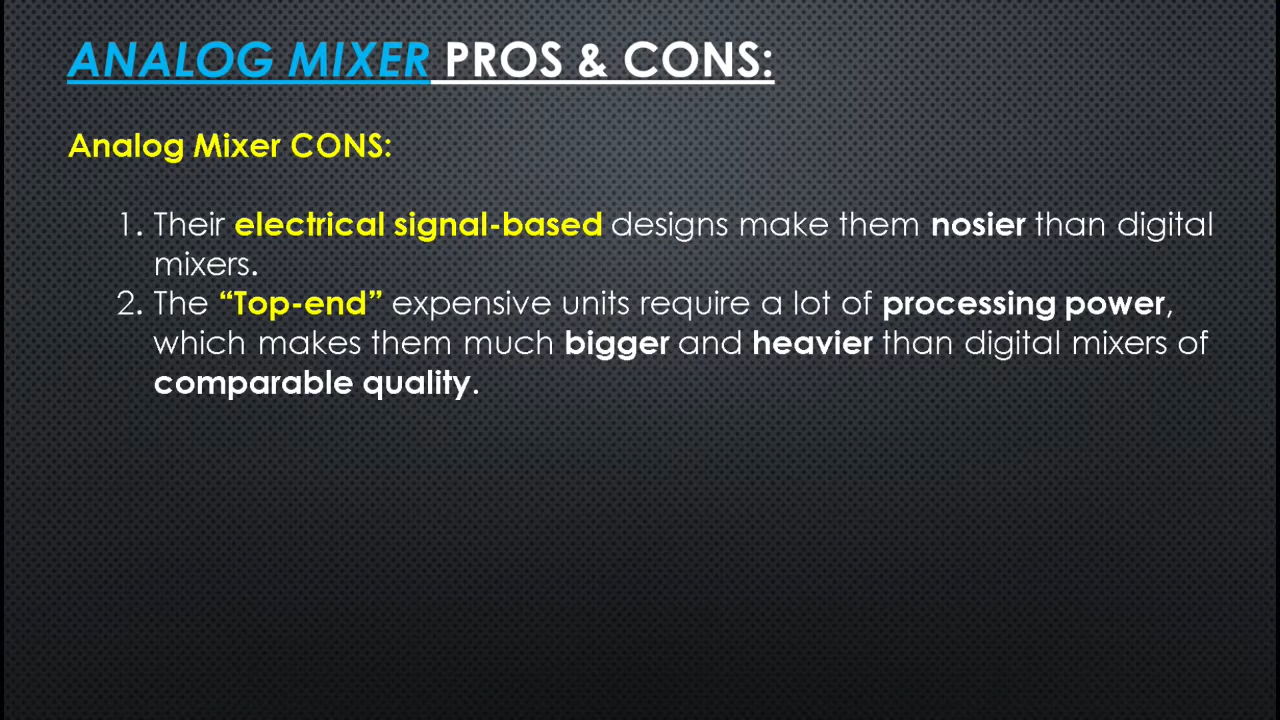 ANALOG MIXER PROS & CONS:
Analog Mixer CONS:
1. Their electrical signal-based designs make them nosier than digital
mixers.
2. The “Top-end” expensive units require a lot of processing power,
which makes them much bigger and heavier than digital mixers of
comparable quality.